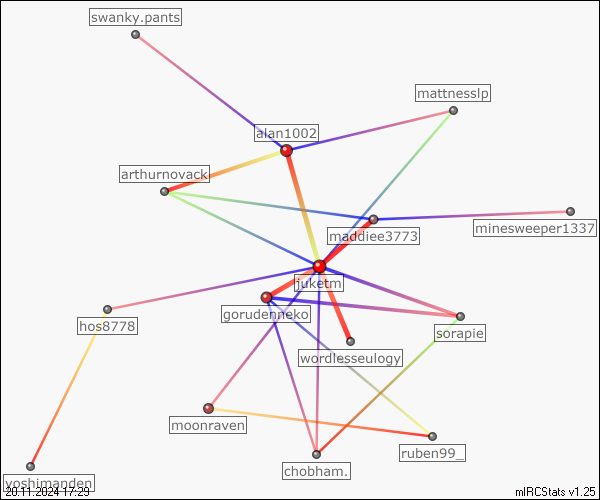 swanky.pants
mattnesslp
alan1002
arthurnovack
minesweeper1337
maddiee3773
juketm
gorudenneko
hos8778
sorapie
wordlesseulogy
moonraven
ruben99_
chobham.
yoshimanden
20.11.2024 17:29
mIRCStats v1.25